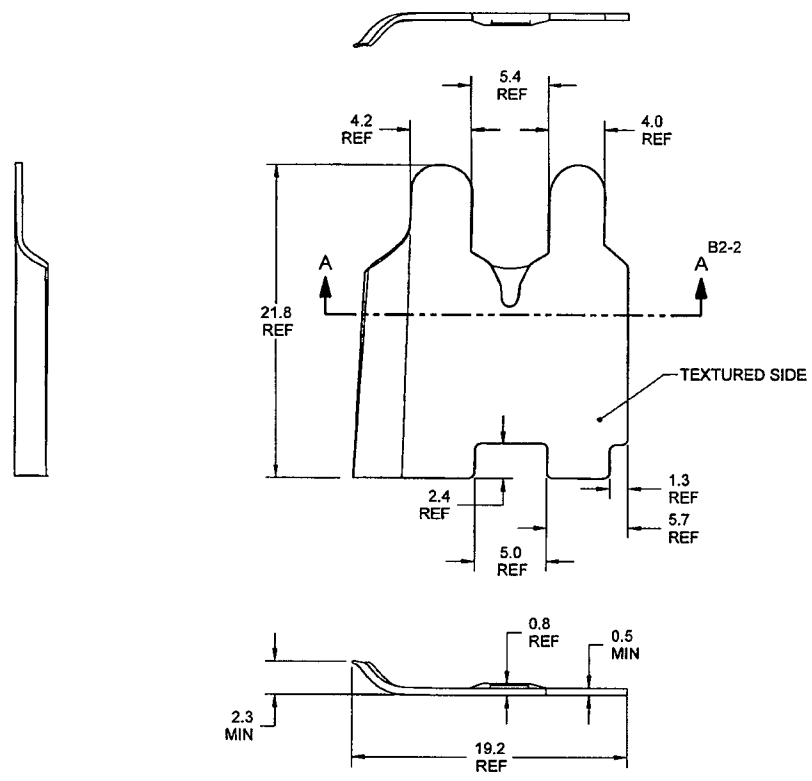 5.4
REF
4.2
REF
4.0
REF
A
A
B2-2
21.8
REF
TEXTURED SIDE
2.4
REF
1.3
REF
5.7
REF
5.0
REF
0.8
REF
0.5
MIN
2.3
MIN
19.2
REF